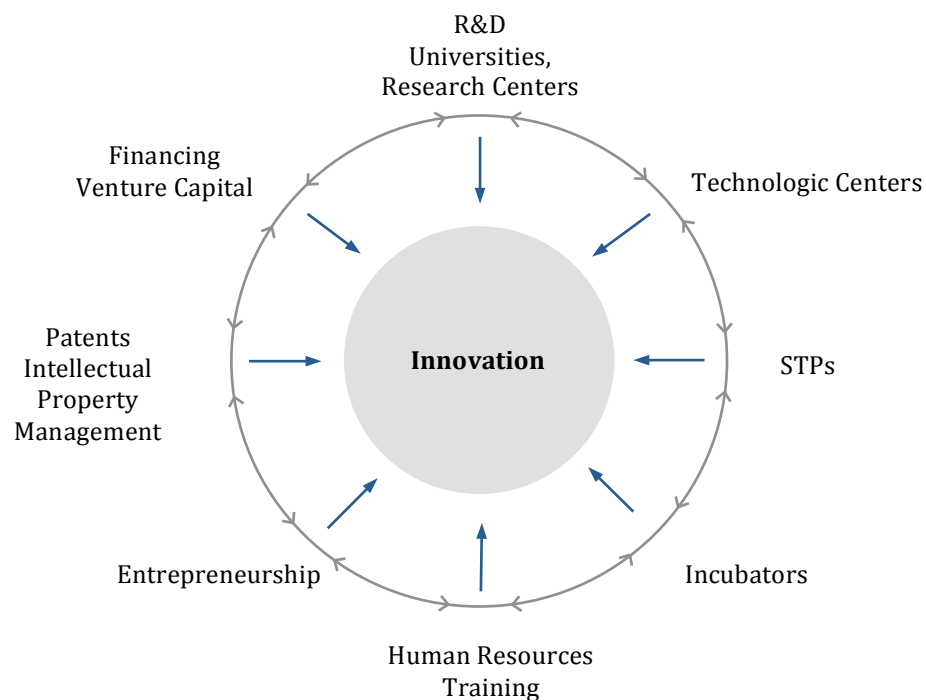 R&D
Universities,
Research Centers
Financing
Venture Capital
Technologic Centers
Patents
Intellectual
Property
Management
Innovation
STPs
Entrepreneurship
Incubators
Human Resources
Training